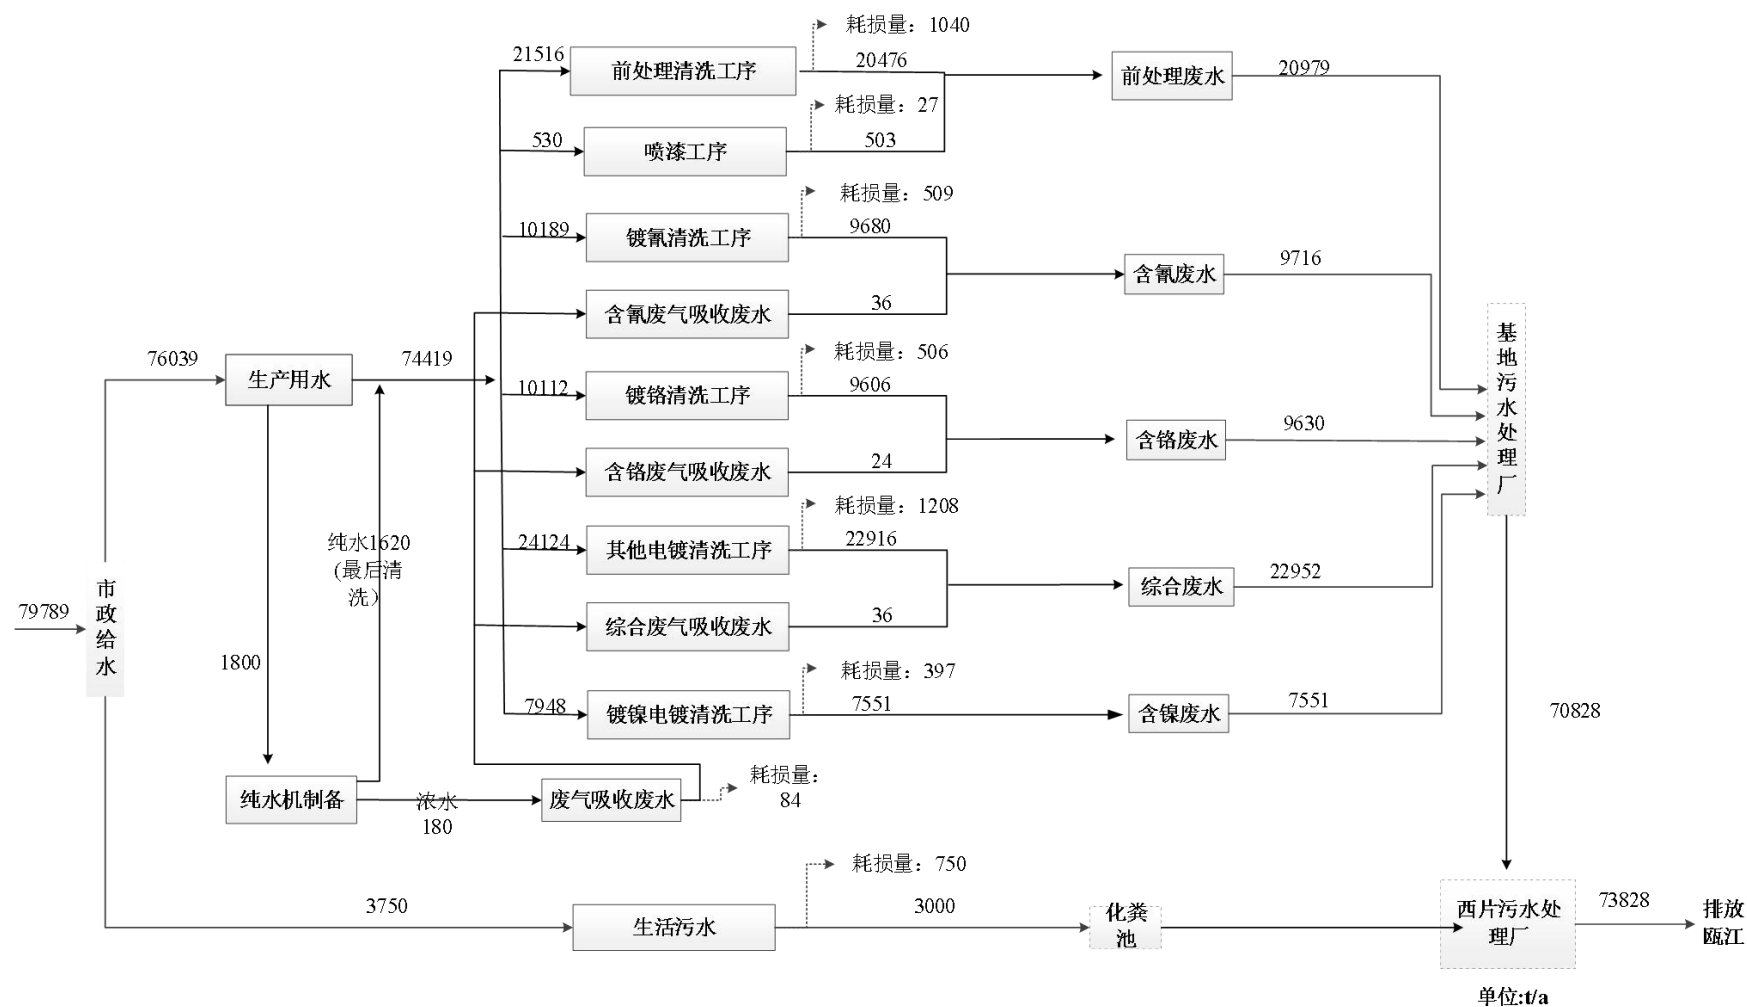 耗损量：1040
21516
前处理清洗工序
20476
前处理废水
20979
耗损量：27
530
喷漆工序
503
耗损量：509
10189
镀氰清洗工序
9680
含氰废水
9716
含氰废气吸收废水
36
76039
生产用水
74419
耗损量：506
10112
镀铬清洗工序
9606
含铬废水
9630
含铬废气吸收废水
24
基
地
污
水
处
理
厂
耗损量：1208
24124
其他电镀清洗工序
22916
综合废水
22952
纯水1620
(最后清
洗）
综合废气吸收废水
36
79789
市
政
给
水
1800
耗损量：397
7948
镀镍电镀清洗工序
7551
含镍废水
7551
70828
纯水机制备
浓水
180
废气吸收废水
耗损量：
84
耗损量：750
3750
生活污水
3000
化粪
池
西片污水处
理厂
73828
排放
瓯江
单位:t/a